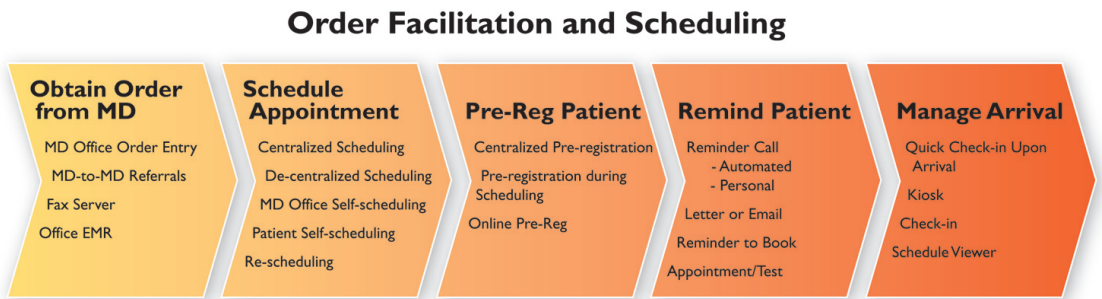 Order Facilitation and Scheduling
Obtain Order
from MD
MD Office Order Entry
MD-to-MD Referrals
Fax Server
Office EMR
Schedule
Appointment
Centralized Scheduling
De-centralized Scheduling
MD Office Self-scheduling
Patient Self-scheduling
Re-scheduling
Pre-Reg Patient
Centralized Pre-registration
Pre-registration during
Scheduling
Online Pre-Reg
Remind Patient
Reminder Call
- Automated
- Personal
Letter or Email
Reminder to Book
Appointment/Test
Manage Arrival
Quick Check-in Upon
Arrival
Kiosk
Check-in
Schedule Viewer